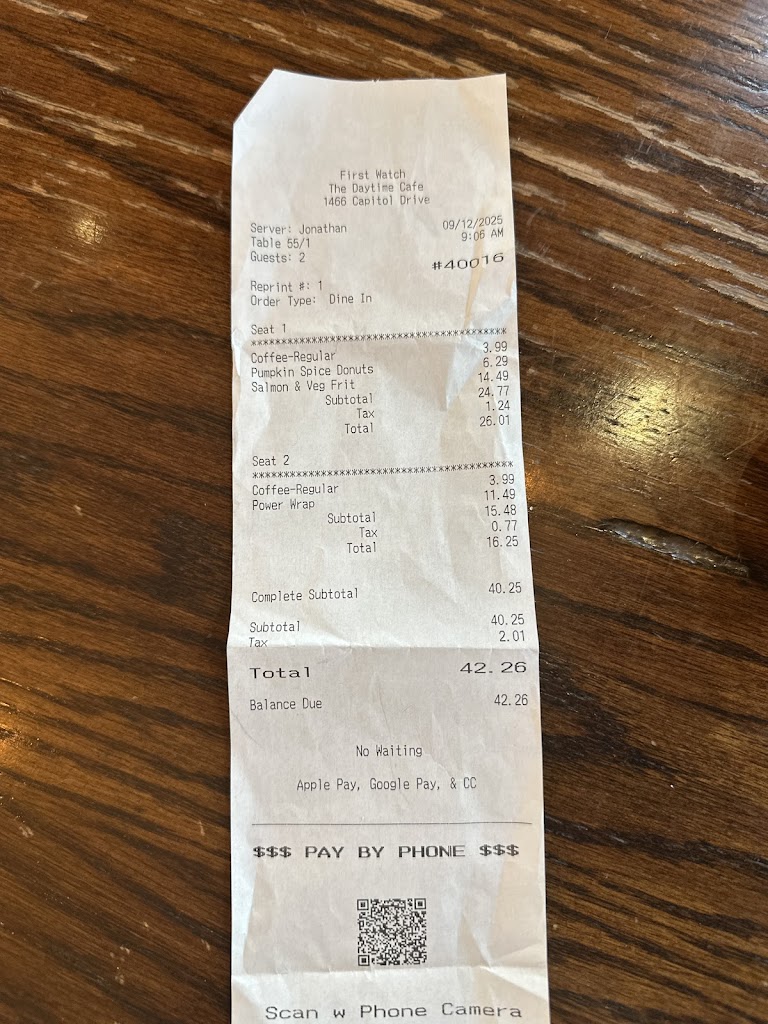 First Watch
The Daytime Cafe
1466 Capitol Drive
Server: Jonathan 09/12/2025
Table 55/1 9:06 AM
Guests: 2 #40016
Reprint #: 1
Order Type: Dine In
Seat 1
*****************************************
Coffee-Regular 3.99
Pumpkin Spice Donuts 6.29
Salmon & Veg Frit 14.49
Subtotal 24.77
Tax 1.24
Total 26.01
Seat 2
*****************************************
Coffee-Regular 3.99
Power Wrap 11.49
Subtotal 15.48
Tax 0.77
Total 16.25
Complete Subtotal 40.25
Subtotal 40.25
Tax 2.01
Total 42.26
Balance Due 42.26
No Waiting
Apple Pay, Google Pay, & CC
$$$ PAY BY PHONE $$$
Scan w Phone Camera